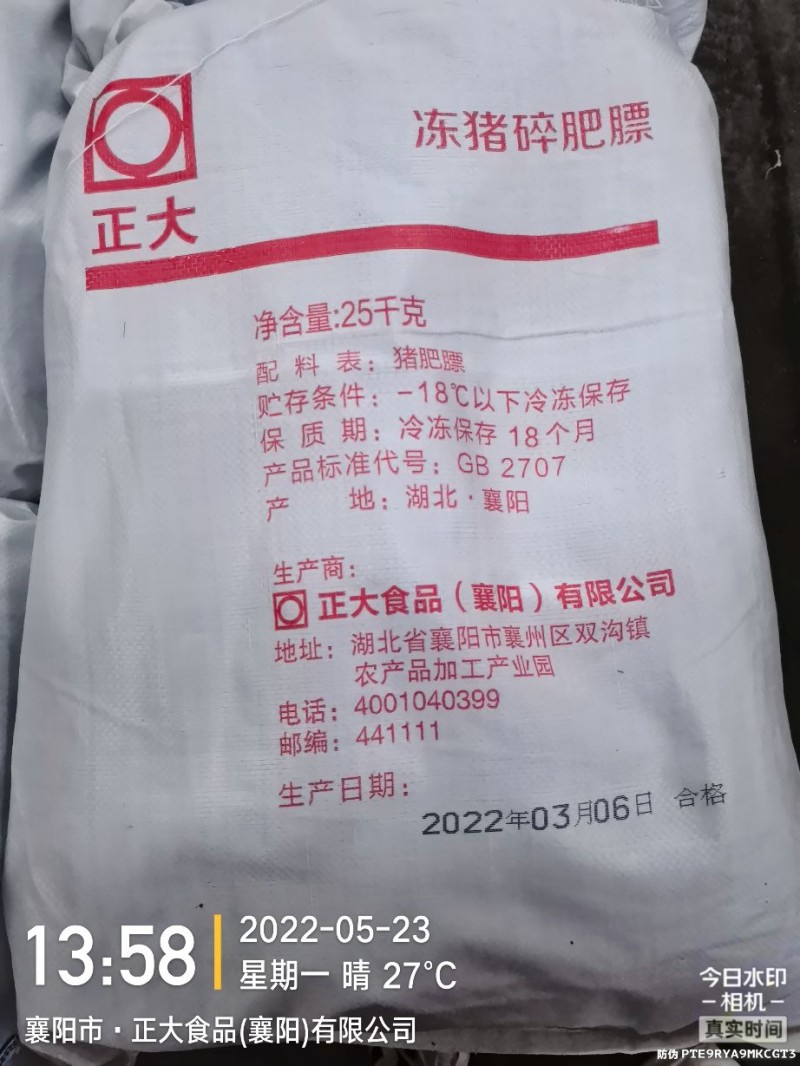 正大
冻猪碎肥膘
净含量:25千克
配料表：猪肥膘
贮存条件：-18℃以下冷冻保存
保质期：冷冻保存18个月
产品标准代号：GB 2707
产地：湖北·襄阳
生产商：
正大食品（襄阳）有限公司
地址：湖北省襄阳市襄州区双沟镇
农产品加工产业园
电话：4001040399
邮编：441111
生产日期：
2022年03月06日 合格
13:58
2022-05-23
星期一 晴 27℃
襄阳市·正大食品(襄阳)有限公司
今日水印
-相机-
真实时间
防伪 PTE9RYA9MKCGT3